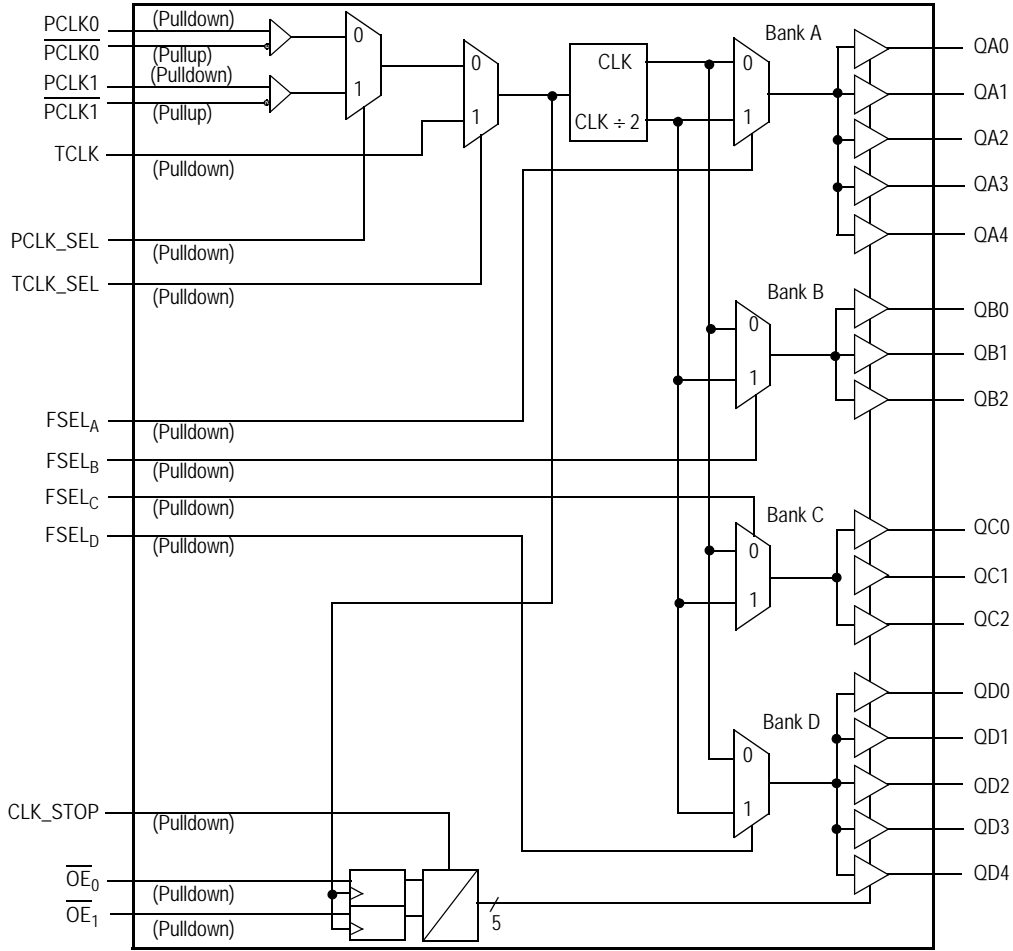 PCLK0
(Pulldown)
PCLK0
(Pullup)
PCLK1
(Pulldown)
PCLK1
(Pullup)
TCLK
(Pulldown)
PCLK_SEL
(Pulldown)
TCLK_SEL
(Pulldown)
0
1
0
1
CLK
CLK ÷ 2
Bank A
0
1
QA0
QA1
QA2
QA3
QA4
Bank B
0
1
QB0
QB1
QB2
FSELA
(Pulldown)
FSELB
(Pulldown)
FSELC
(Pulldown)
FSELD
(Pulldown)
Bank C
0
1
QC0
QC1
QC2
Bank D
0
1
QD0
QD1
QD2
QD3
QD4
CLK_STOP
(Pulldown)
OE0
(Pulldown)
OE1
(Pulldown)
5